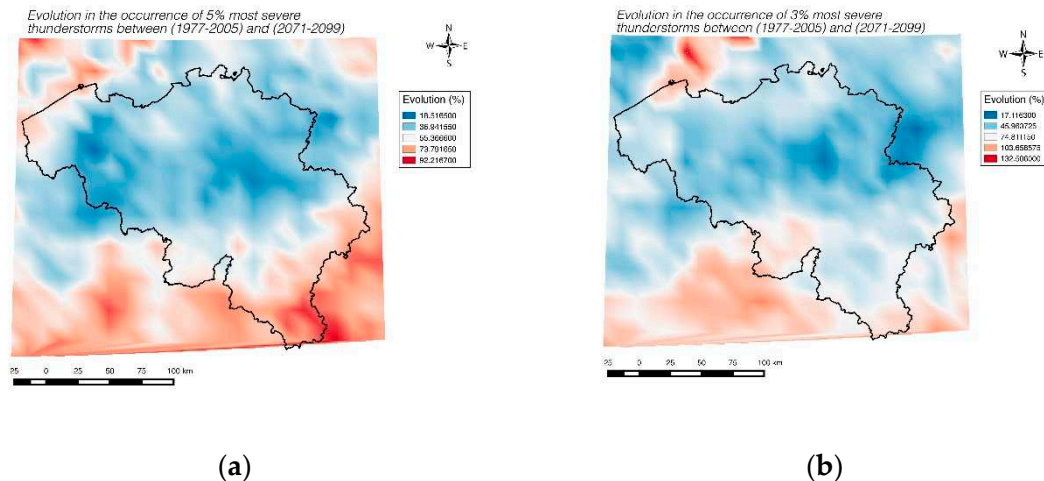 Evolution in the occurrence of 5% most severe
thunderstorms between (1977-2005) and (2071-2099)
N
W E
S
Evolution (%)
18.516500
36.941550
55.366600
73.791650
92.216700
25 0 25 50 75 100 km
(a)
Evolution in the occurrence of 3% most severe
thunderstorms between (1977-2005) and (2071-2099)
N
W E
S
Evolution (%)
17.116300
45.963725
74.811150
103.658575
132.506000
25 0 25 50 75 100 km
(b)